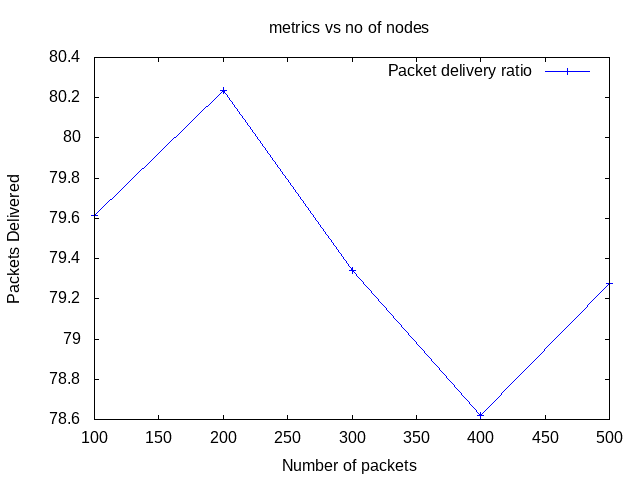 metrics vs no of nodes
Packet delivery ratio
80.4
80.2
80
79.8
79.6
79.4
79.2
79
78.8
78.6
Packets Delivered
100 150 200 250 300 350 400 450 500
Number of packets